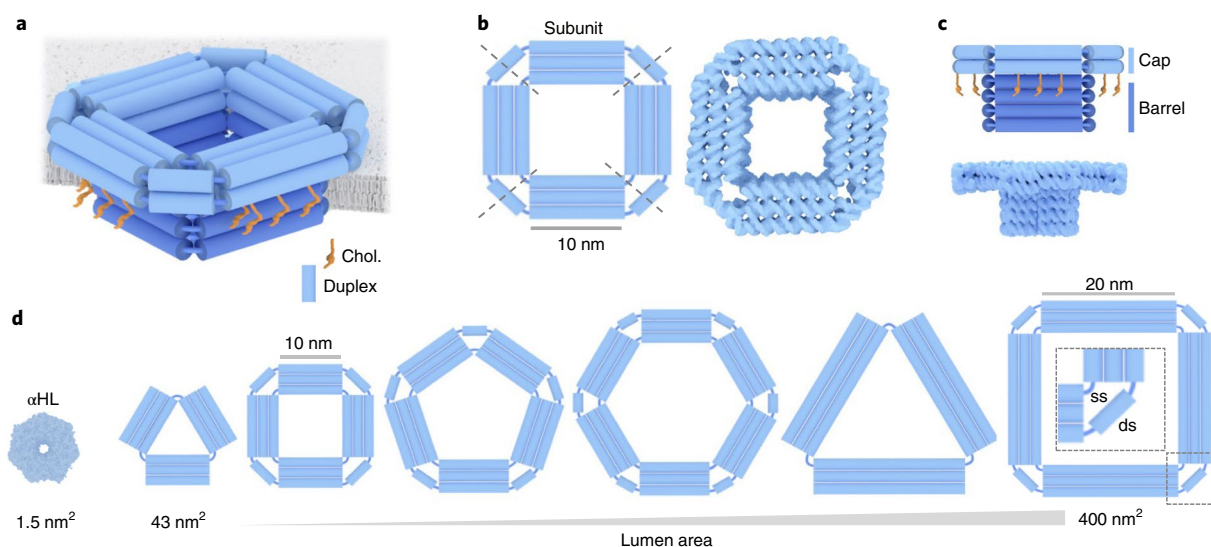 a
Chol.
Duplex
b
Subunit
10 nm
c
Cap
Barrel
d
αHL
1.5 nm²
43 nm²
10 nm
20 nm
ss
ds
400 nm²
Lumen area